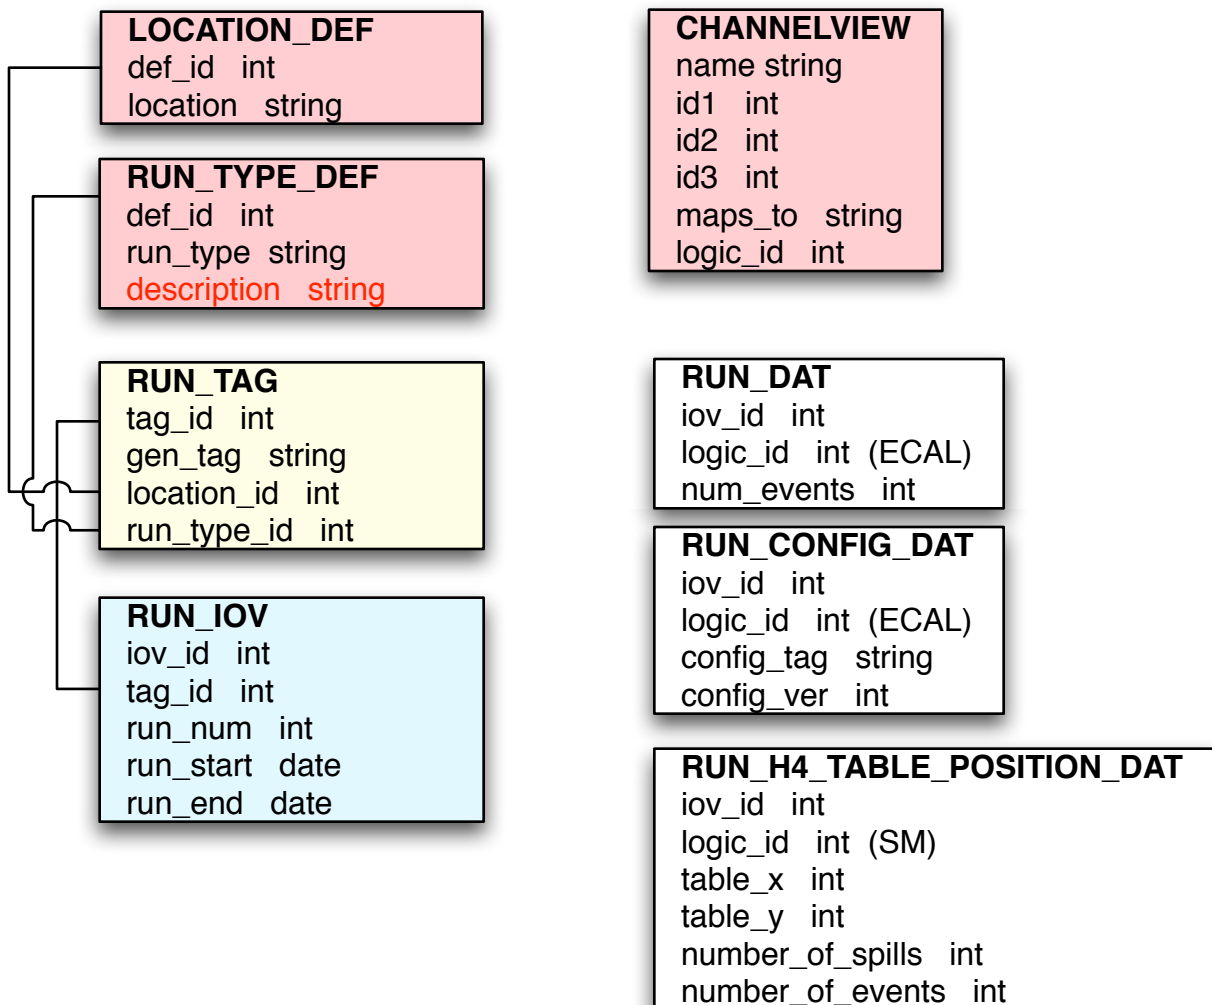 LOCATION_DEF
def_id int
location string
RUN_TYPE_DEF
def_id int
run_type string
description string
RUN_TAG
tag_id int
gen_tag string
location_id int
run_type_id int
RUN_IOV
iov_id int
tag_id int
run_num int
run_start date
run_end date
CHANNELVIEW
name string
id1 int
id2 int
id3 int
maps_to string
logic_id int
RUN_DAT
iov_id int
logic_id int (ECAL)
num_events int
RUN_CONFIG_DAT
iov_id int
logic_id int (ECAL)
config_tag string
config_ver int
RUN_H4_TABLE_POSITION_DAT
iov_id int
logic_id int (SM)
table_x int
table_y int
number_of_spills int
number_of_events int